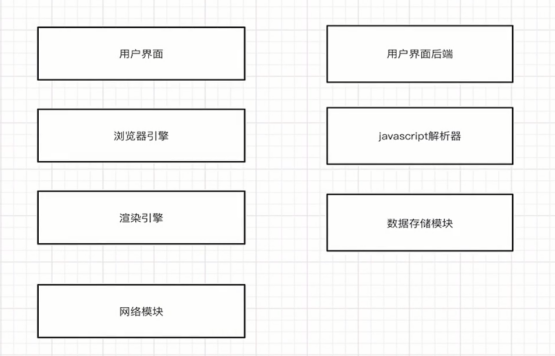 用户界面
用户界面后端
浏览器引擎
javascript解析器
渲染引擎
数据存储模块
网络模块